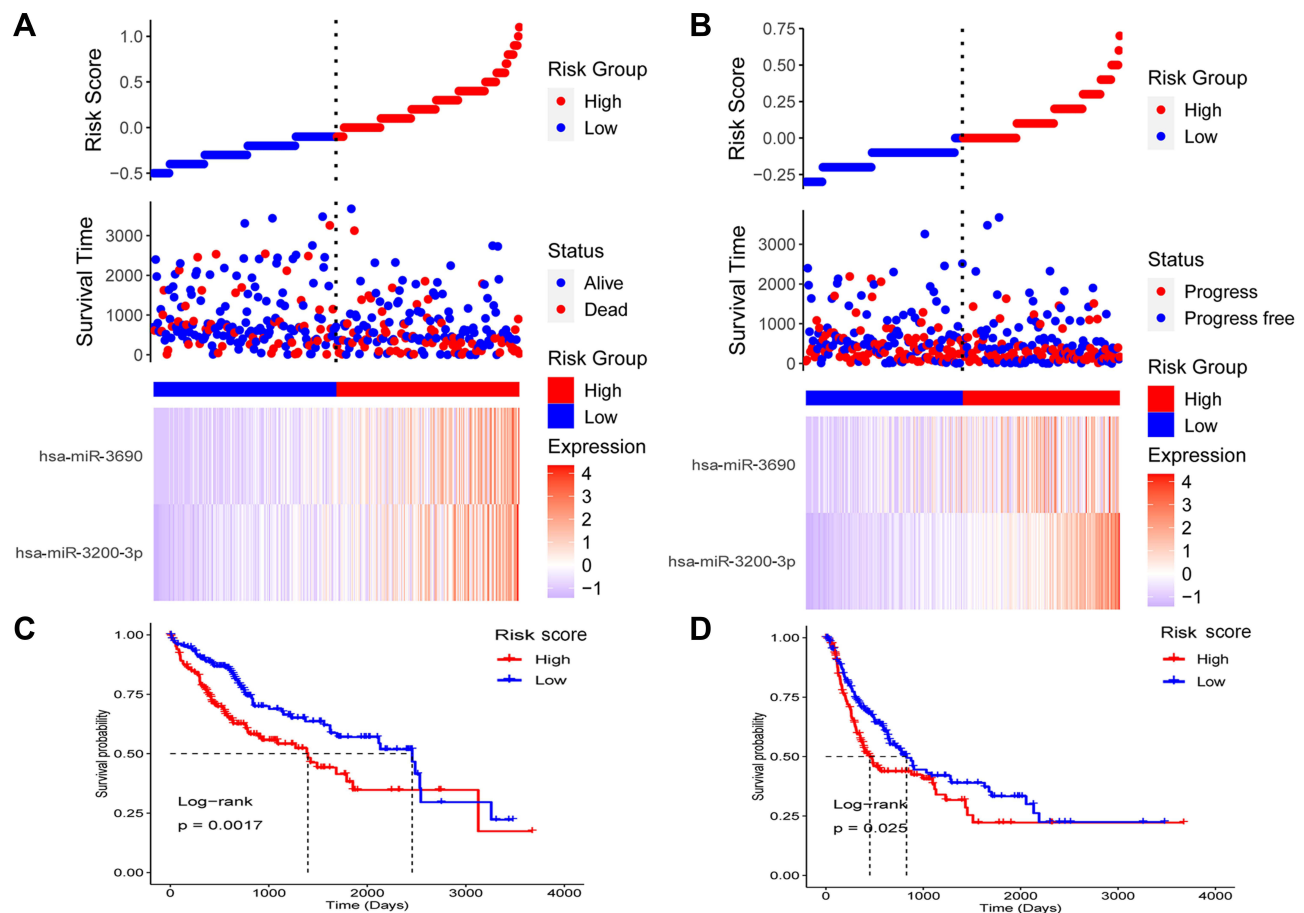 A
Risk Score
1.0
0.5
0.0
−0.5
Risk Group
High
Low
Survival Time
3000
2000
1000
0
Status
Alive
Dead
Risk Group
High
Low
hsa-miR-3690
hsa-miR-3200-3p
Expression
4
3
2
1
0
−1
B
Risk Score
0.75
0.50
0.25
0.00
−0.25
Risk Group
High
Low
Survival Time
3000
2000
1000
0
Status
Progress
Progress free
Risk Group
High
Low
hsa-miR-3690
hsa-miR-3200-3p
Expression
4
3
2
1
0
−1
C
Survival probability
1.00
0.75
0.50
0.25
0.00
Risk score
High
Low
Log−rank
p = 0.0017
0 1000 2000 3000 4000
Time (Days)
D
Survival probability
1.00
0.75
0.50
0.25
0.00
Risk score
High
Low
Log−rank
p = 0.025
0 1000 2000 3000 4000
Time (Days)